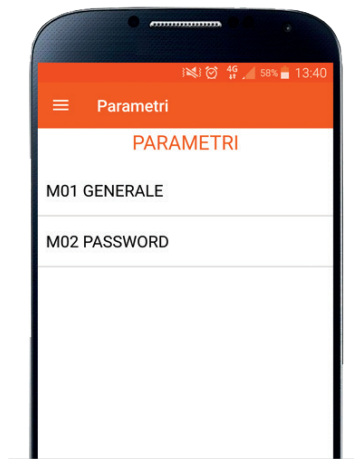 4G 58% 13:40
Parametri
PARAMETRI
M01 GENERALE
M02 PASSWORD